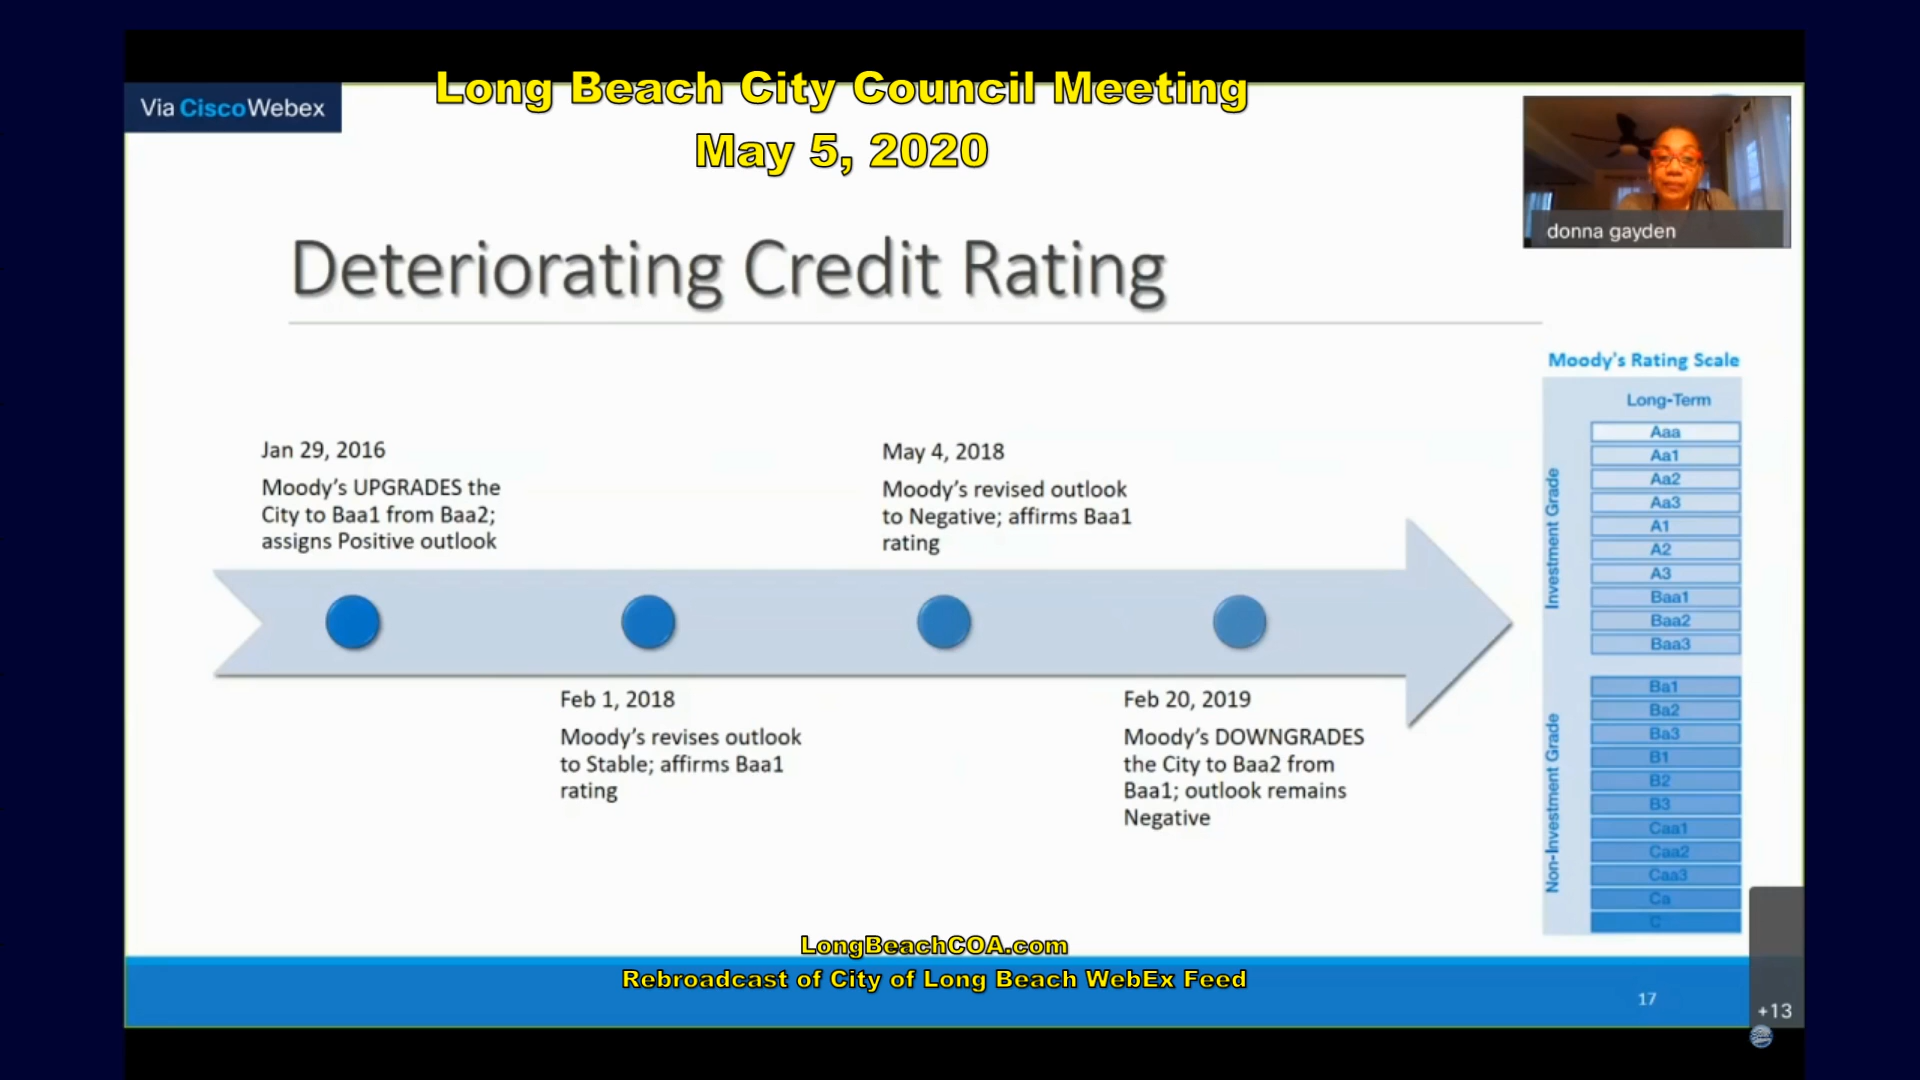 Via Cisco Webex
Long Beach City Council Meeting
May 5, 2020
donna gayden
Deteriorating Credit Rating
Jan 29, 2016
Moody's UPGRADES the
City to Baa1 from Baa2;
assigns Positive outlook
May 4, 2018
Moody's revised outlook
to Negative; affirms Baa1
rating
Feb 1, 2018
Moody's revises outlook
to Stable; affirms Baa1
rating
Feb 20, 2019
Moody's DOWNGRADES
the City to Baa2 from
Baa1; outlook remains
Negative
Moody's Rating Scale
Long-Term
Investment Grade
Aaa
Aa1
Aa2
Aa3
A1
A2
A3
Baa1
Baa2
Baa3
Non-Investment Grade
Ba1
Ba2
Ba3
B1
B2
B3
Caa1
Caa2
Caa3
Ca
C
LongBeachCOA.com
Rebroadcast of City of Long Beach WebEx Feed
17
+13